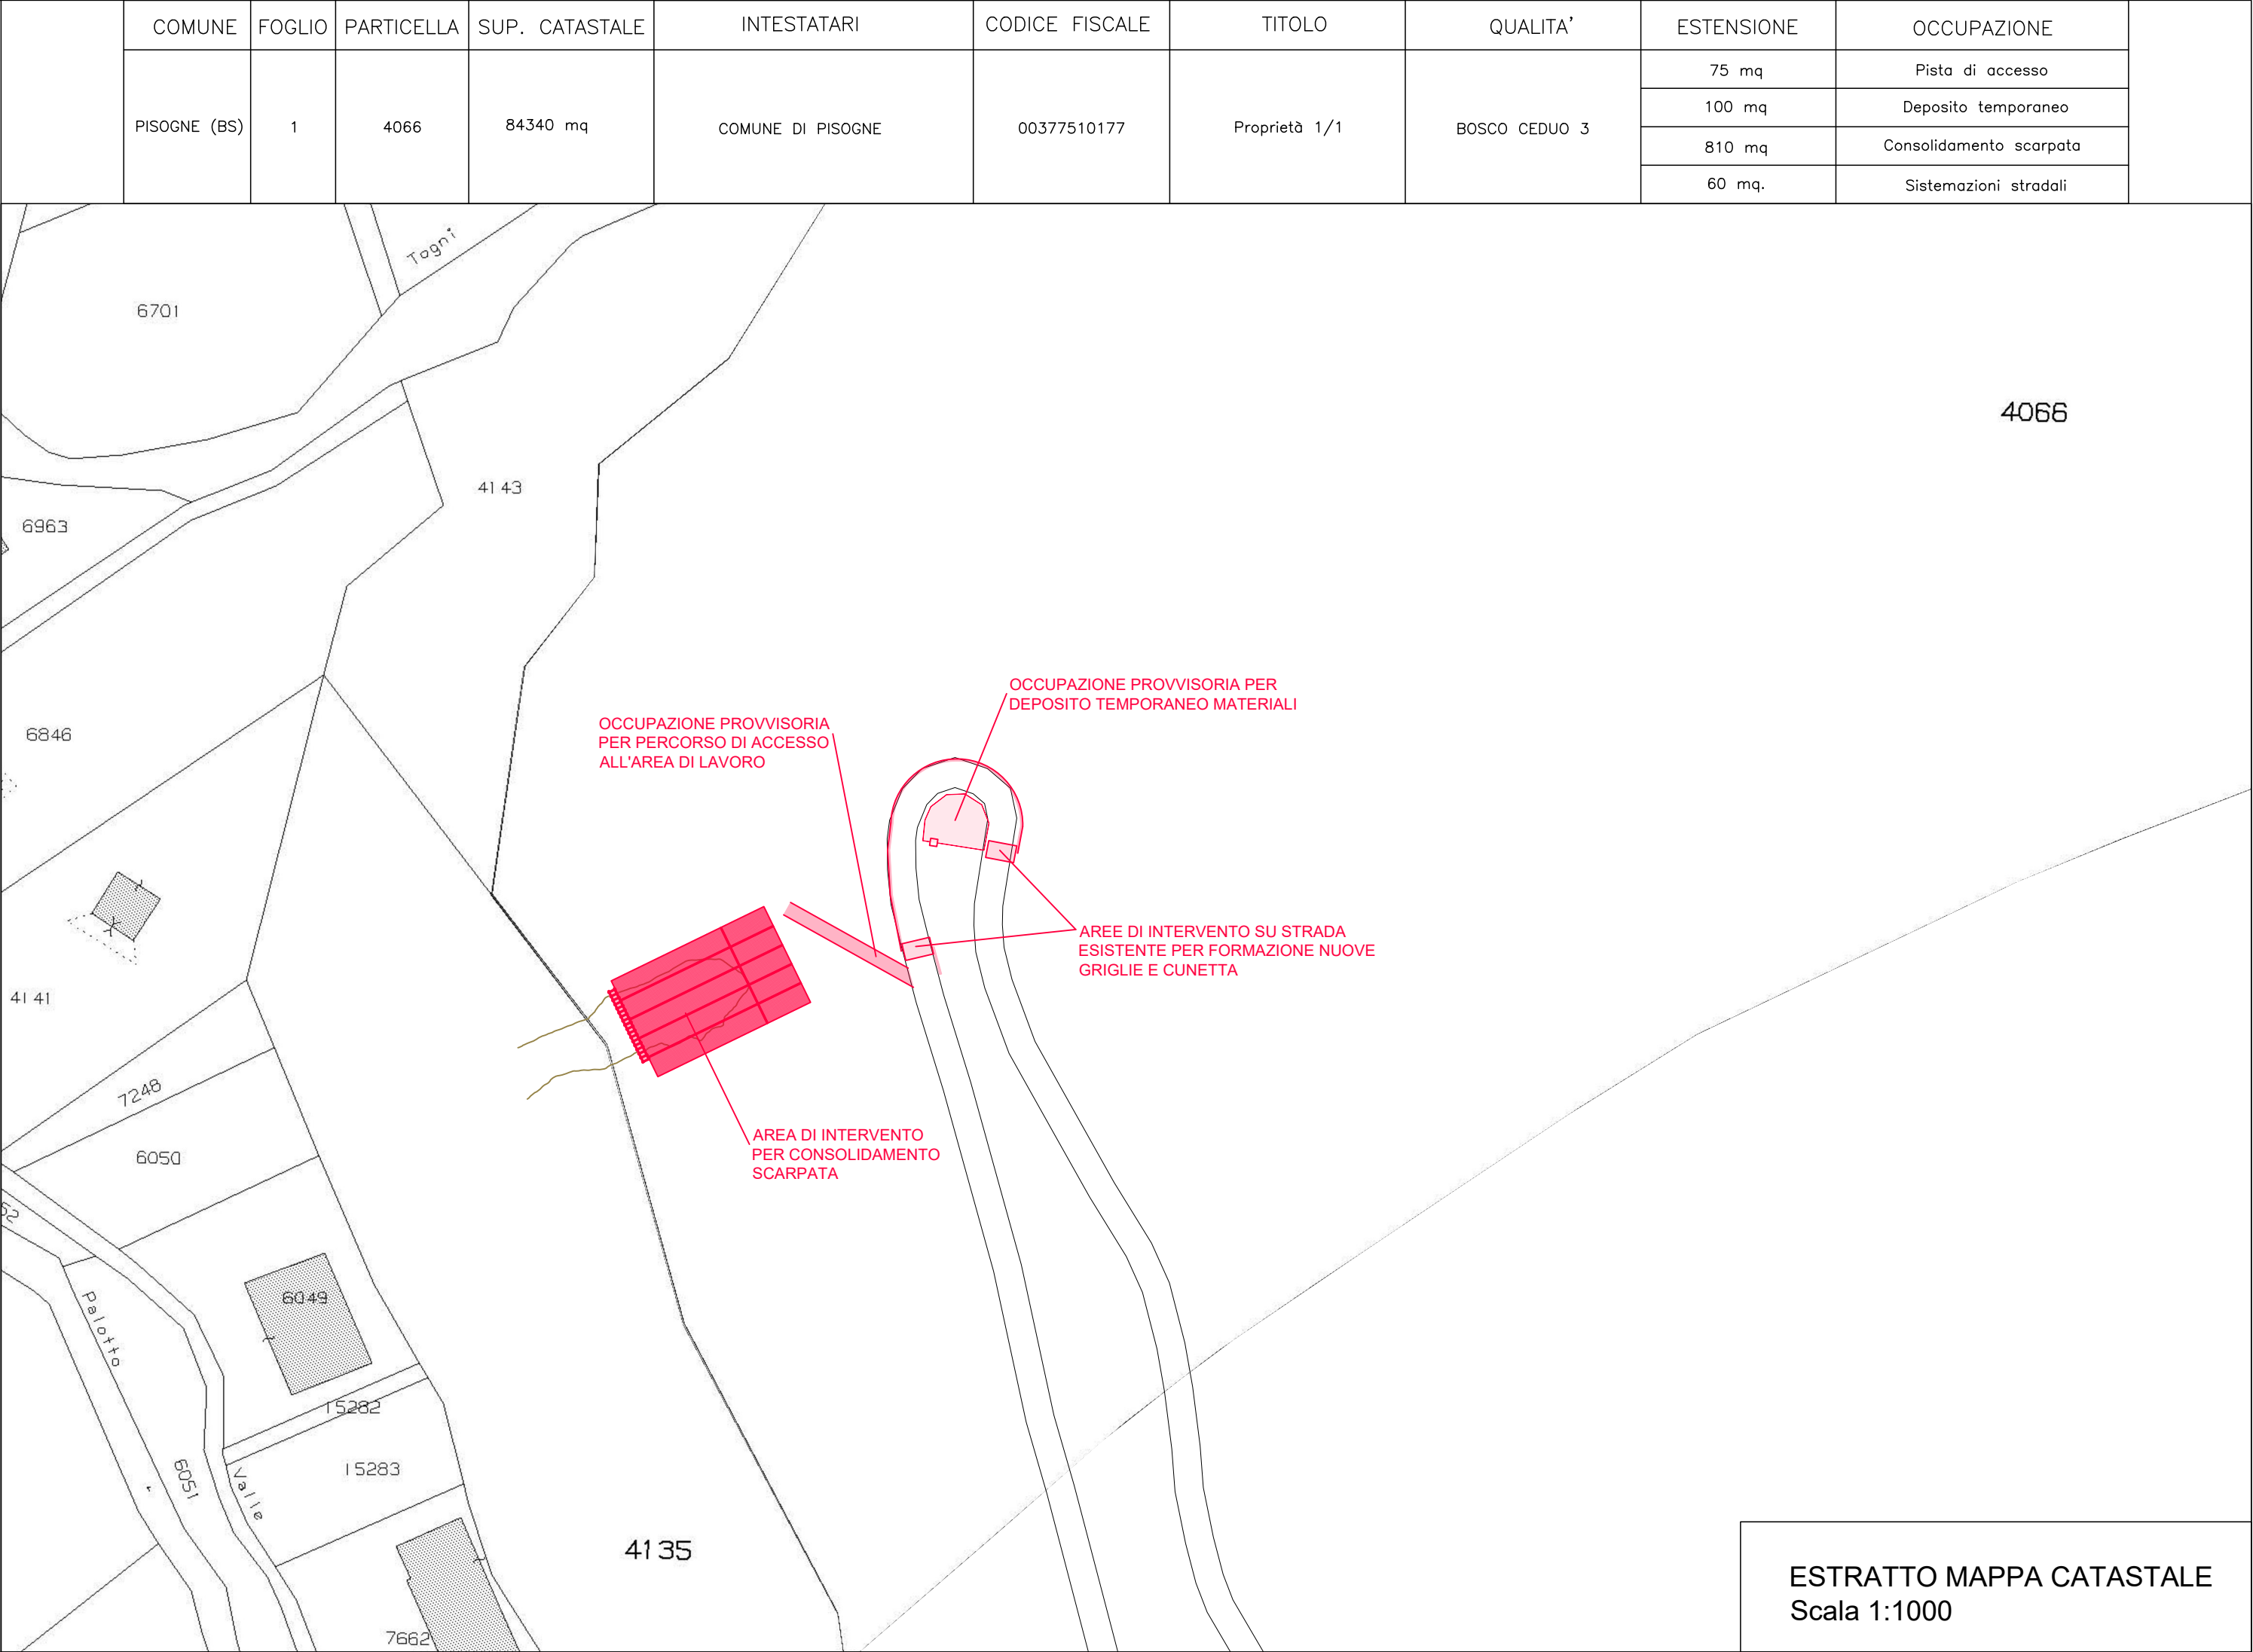 COMUNE FOGLIO PARTICELLA SUP. CATASTALE INTESTATARI CODICE FISCALE TITOLO QUALITA' ESTENSIONE OCCUPAZIONE
PISOGNE (BS) 1 4066 84340 mq COMUNE DI PISOGNE 00377510177 Proprietà 1/1 BOSCO CEDUO 3
75 mq Pista di accesso
100 mq Deposito temporaneo
810 mq Consolidamento scarpata
60 mq. Sistemazioni stradali
Togni
6701
4066
4143
6963
OCCUPAZIONE PROVVISORIA PER
DEPOSITO TEMPORANEO MATERIALI
OCCUPAZIONE PROVVISORIA
PER PERCORSO DI ACCESSO
ALL'AREA DI LAVORO
6846
AREE DI INTERVENTO SU STRADA
ESISTENTE PER FORMAZIONE NUOVE
GRIGLIE E CUNETTA
4141
7248
AREA DI INTERVENTO
PER CONSOLIDAMENTO
SCARPATA
6050
6049
Palotto
15282
15283
6051
Valle
4135
7662
ESTRATTO MAPPA CATASTALE
Scala 1:1000